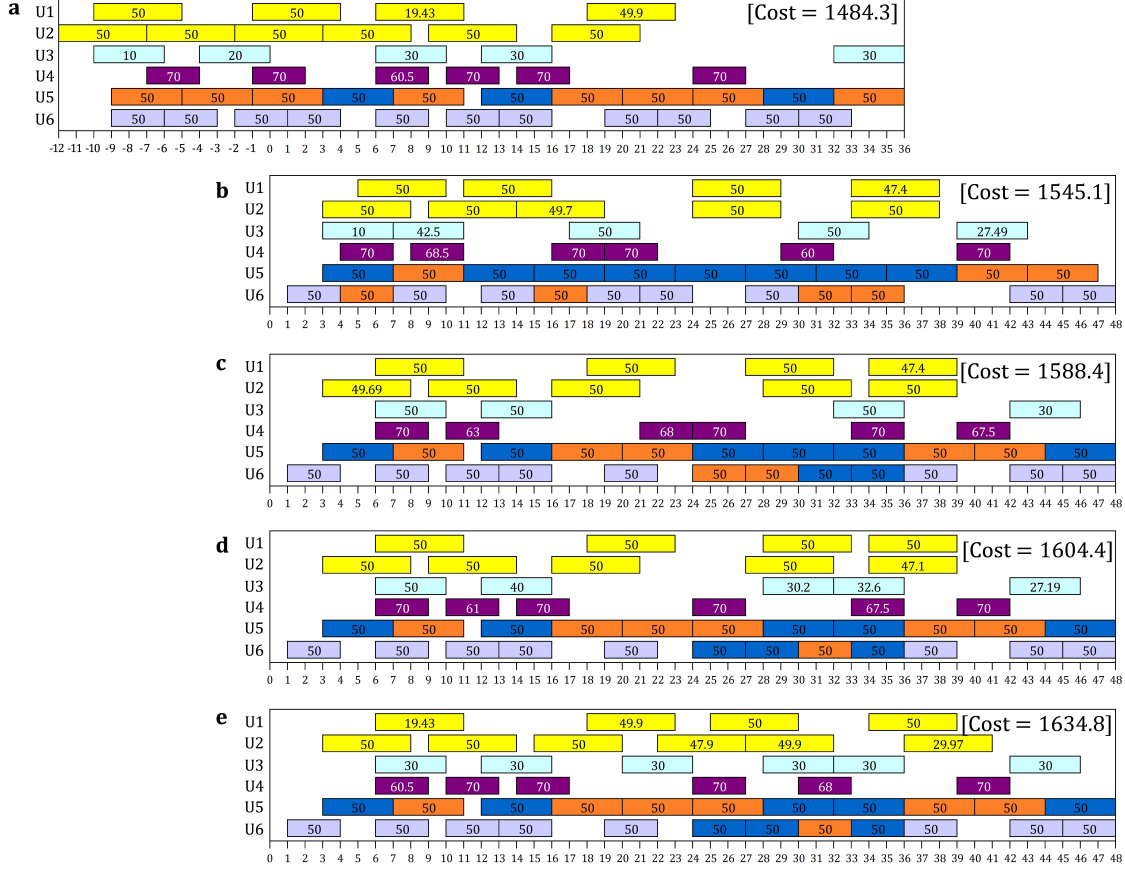 a
[Cost = 1484.3]
U1 50 50 19.43 49.9
U2 50 50 50 50 50 50
U3 10 20 30 30 30
U4 70 70 60.5 70 70 70
U5 50 50 50 50 50 50 50 50 50 50 50
U6 50 50 50 50 50 50 50 50 50 50 50
-12 -11 -10 -9 -8 -7 -6 -5 -4 -3 -2 -1 0 1 2 3 4 5 6 7 8 9 10 11 12 13 14 15 16 17 18 19 20 21 22 23 24 25 26 27 28 29 30 31 32 33 34 35 36
b
[Cost = 1545.1]
U1 50 50 50 47.4
U2 50 50 49.7 50 50
U3 10 42.5 50 50 27.49
U4 70 68.5 70 70 60 70
U5 50 50 50 50 50 50 50 50 50 50 50
U6 50 50 50 50 50 50 50 50 50 50 50 50
0 1 2 3 4 5 6 7 8 9 10 11 12 13 14 15 16 17 18 19 20 21 22 23 24 25 26 27 28 29 30 31 32 33 34 35 36 37 38 39 40 41 42 43 44 45 46 47 48
c
[Cost = 1588.4]
U1 50 50 50 47.4
U2 49.69 50 50 50 50
U3 50 50 50 30
U4 70 63 68 70 70 67.5
U5 50 50 50 50 50 50 50 50 50 50 50
U6 50 50 50 50 50 50 50 50 50 50 50 50
0 1 2 3 4 5 6 7 8 9 10 11 12 13 14 15 16 17 18 19 20 21 22 23 24 25 26 27 28 29 30 31 32 33 34 35 36 37 38 39 40 41 42 43 44 45 46 47 48
d
[Cost = 1604.4]
U1 50 50 50 50
U2 50 50 50 50 47.1
U3 50 40 30.2 32.6 27.19
U4 70 61 70 70 67.5 70
U5 50 50 50 50 50 50 50 50 50 50 50
U6 50 50 50 50 50 50 50 50 50 50 50 50
0 1 2 3 4 5 6 7 8 9 10 11 12 13 14 15 16 17 18 19 20 21 22 23 24 25 26 27 28 29 30 31 32 33 34 35 36 37 38 39 40 41 42 43 44 45 46 47 48
e
[Cost = 1634.8]
U1 19.43 49.9 50 50
U2 50 50 50 47.9 49.9 29.97
U3 30 30 30 30 30 30
U4 60.5 70 70 70 68 70
U5 50 50 50 50 50 50 50 50 50 50 50
U6 50 50 50 50 50 50 50 50 50 50 50 50
0 1 2 3 4 5 6 7 8 9 10 11 12 13 14 15 16 17 18 19 20 21 22 23 24 25 26 27 28 29 30 31 32 33 34 35 36 37 38 39 40 41 42 43 44 45 46 47 48